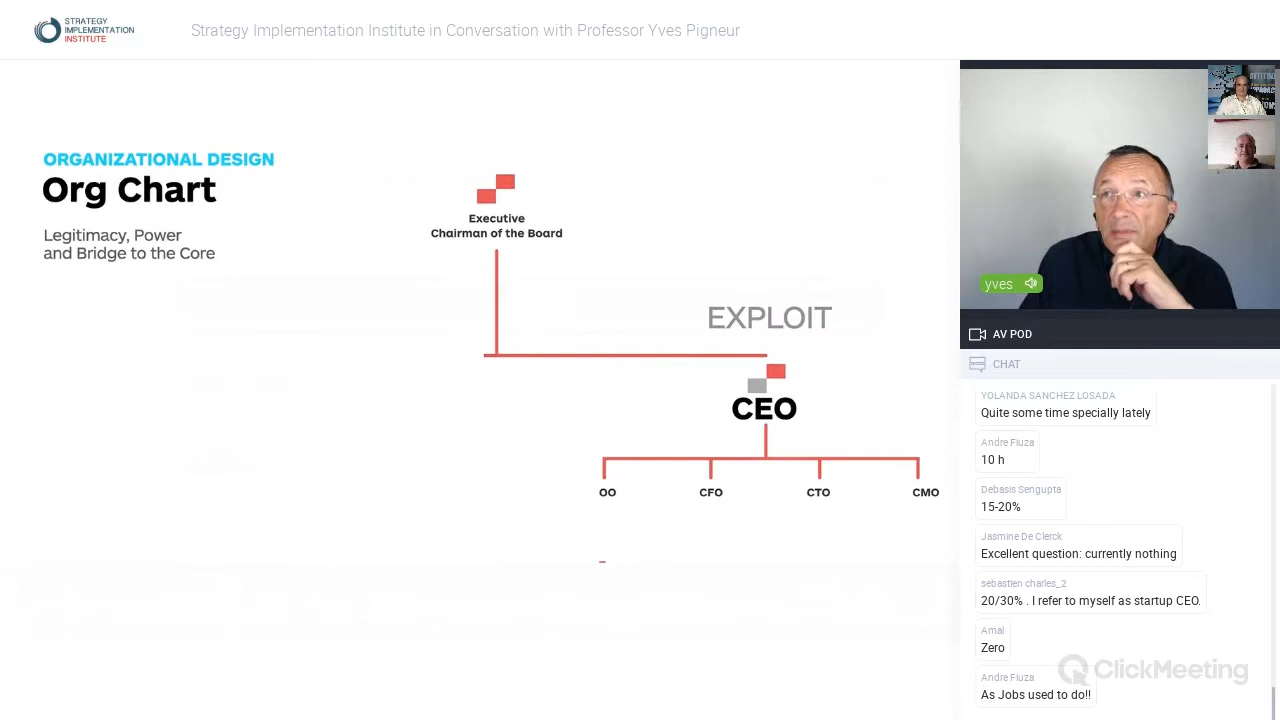 STRATEGY
IMPLEMENTATION
INSTITUTE
Strategy Implementation Institute in Conversation with Professor Yves Pigneur
ORGANIZATIONAL DESIGN
Org Chart
Legitimacy, Power
and Bridge to the Core
Executive
Chairman of the Board
EXPLOIT
CEO
OO
CFO
CTO
CMO
yves
AV POD
CHAT
YOLANDA SANCHEZ LOSADA
Quite some time specially lately
Andre Fiuza
10 h
Debasis Sengupta
15-20%
Jasmine De Clerck
Excellent question: currently nothing
sebastien charles_2
20/30% . I refer to myself as startup CEO.
Amal
Zero
Andre Fiuza
As Jobs used to do!!
ClickMeeting